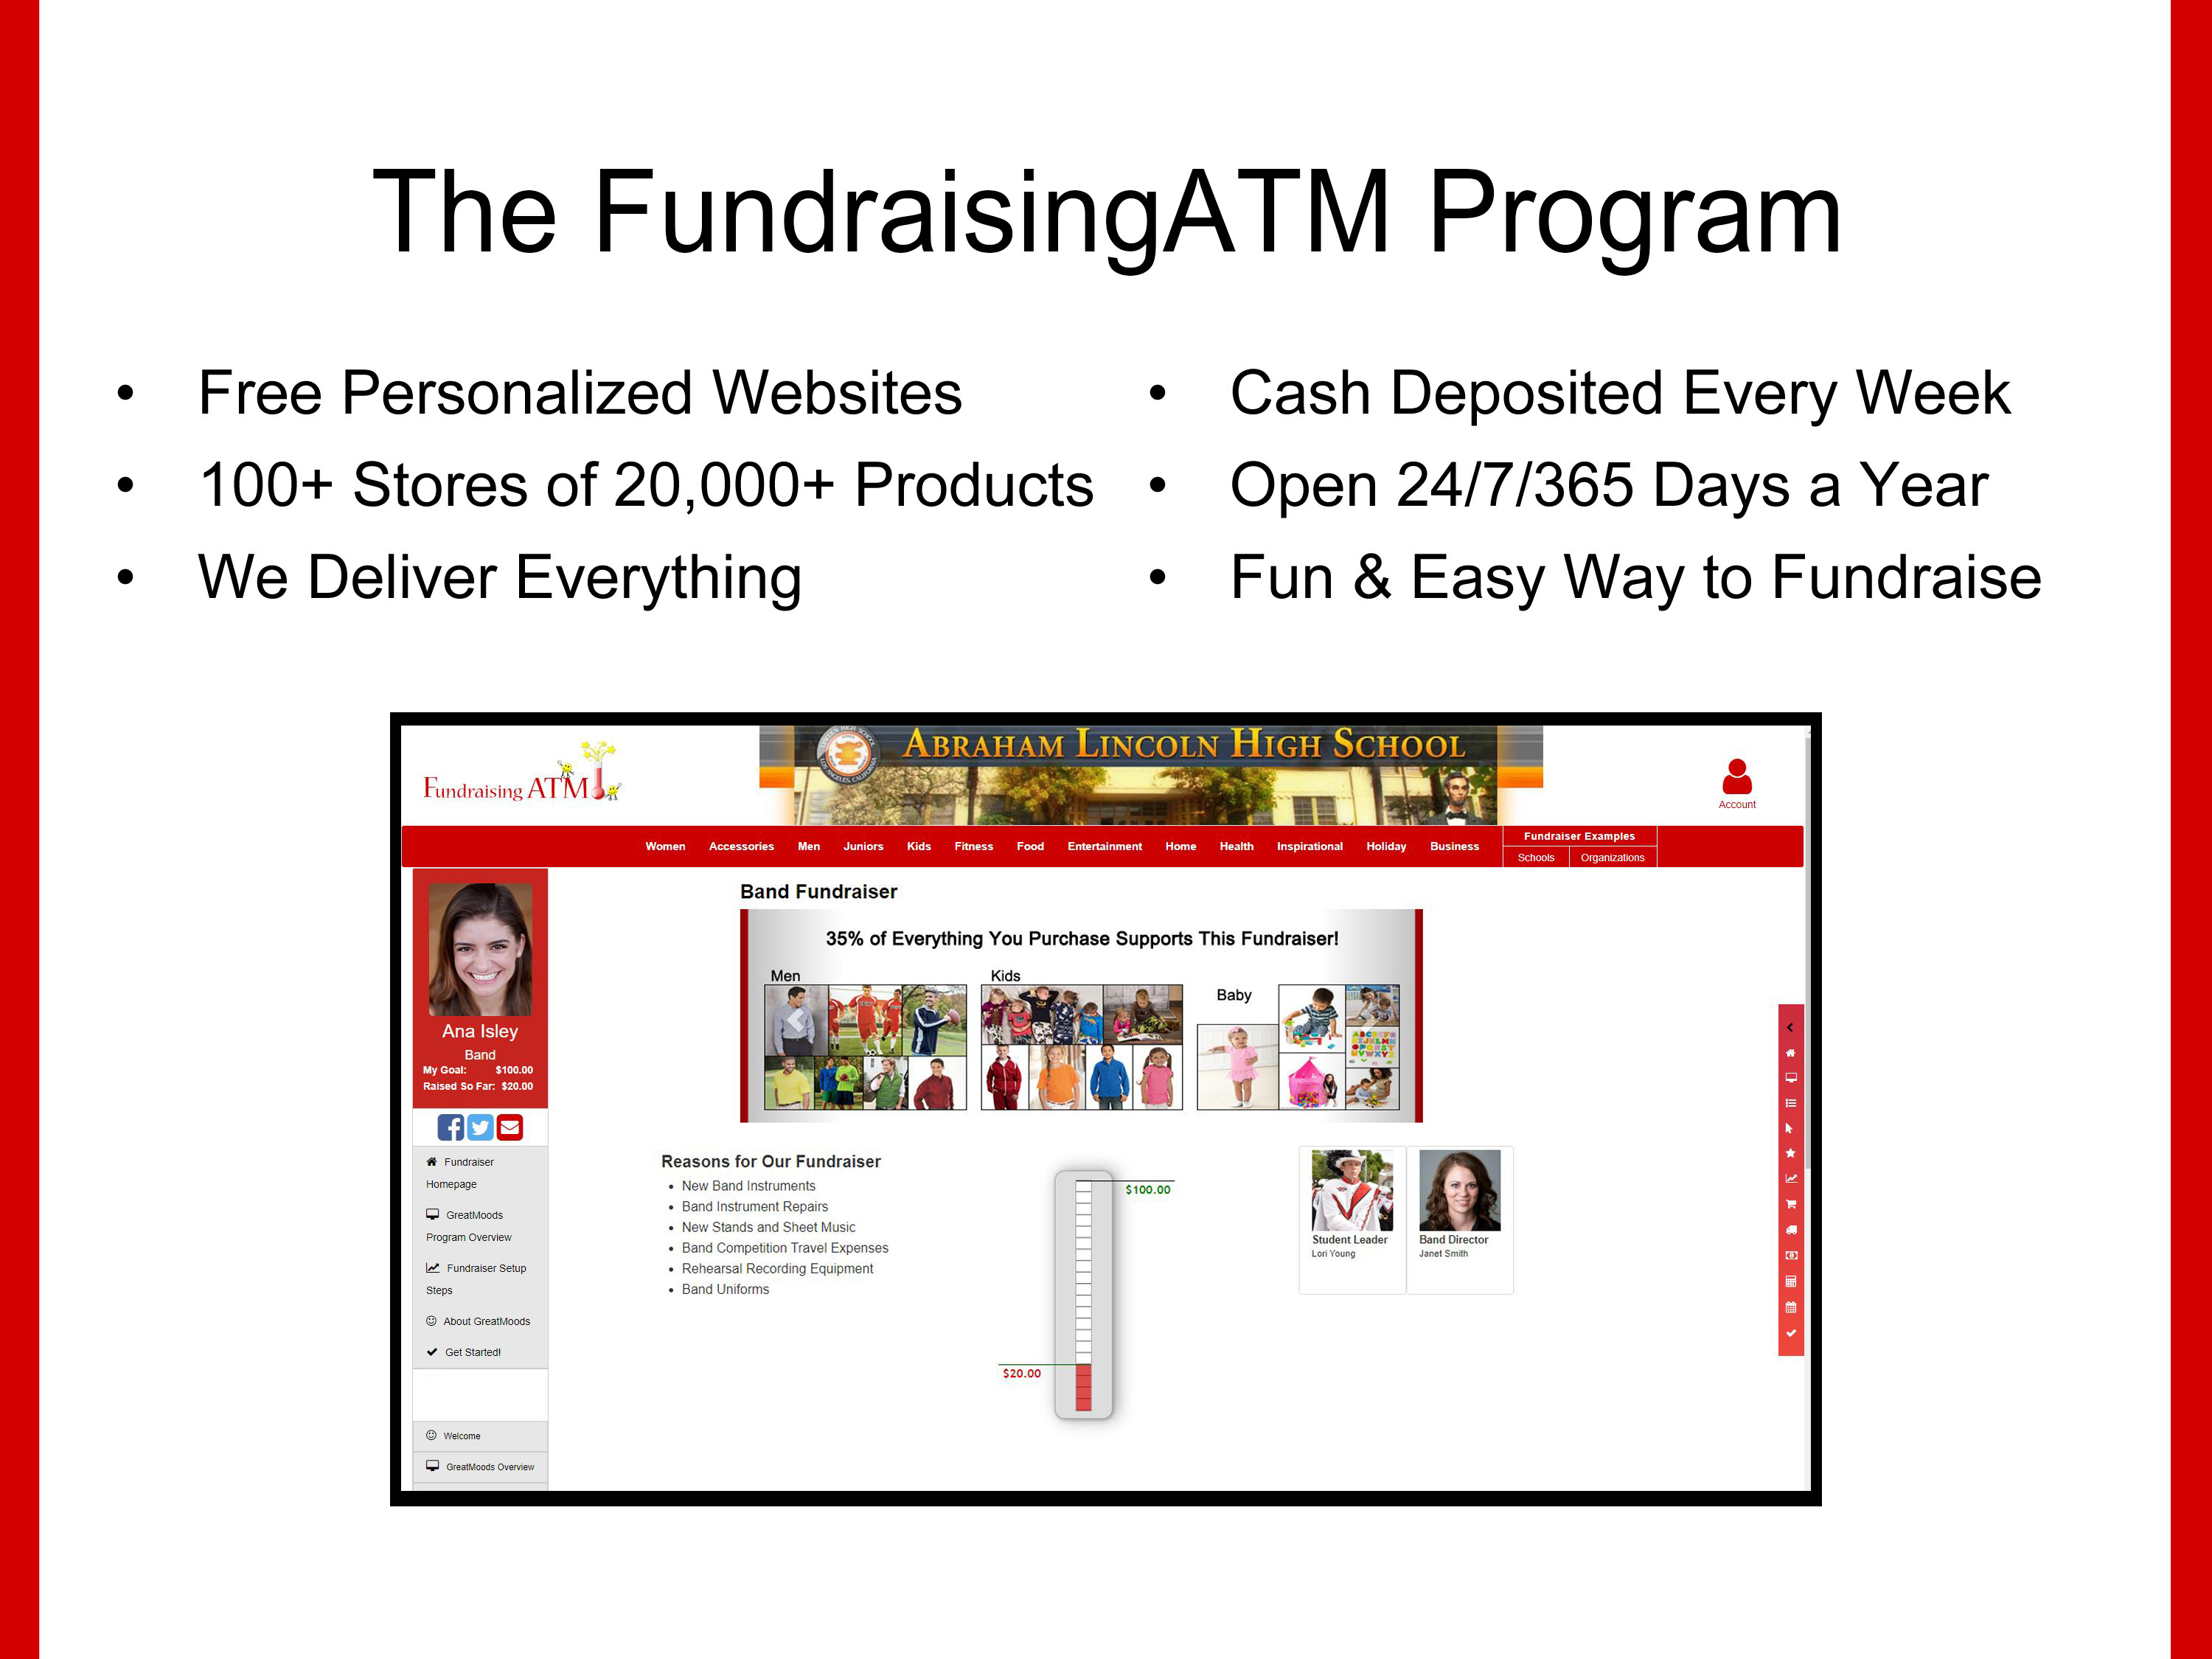 The FundraisingATM Program
• Free Personalized Websites
• 100+ Stores of 20,000+ Products
• We Deliver Everything
• Cash Deposited Every Week
• Open 24/7/365 Days a Year
• Fun & Easy Way to Fundraise
Fundraising ATM
ABRAHAM LINCOLN HIGH SCHOOL
LOS ANGELES, CALIFORNIA
Account
Women Accessories Men Juniors Kids Fitness Food Entertainment Home Health Inspirational Holiday Business
Fundraiser Examples
Schools Organizations
Ana Isley
Band
My Goal: $100.00
Raised So Far: $20.00
Fundraiser
Homepage
GreatMoods
Program Overview
Fundraiser Setup
Steps
About GreatMoods
Get Started!
Welcome
GreatMoods Overview
Band Fundraiser
35% of Everything You Purchase Supports This Fundraiser!
Men
Kids
Baby
Reasons for Our Fundraiser
• New Band Instruments
• Band Instrument Repairs
• New Stands and Sheet Music
• Band Competition Travel Expenses
• Rehearsal Recording Equipment
• Band Uniforms
$100.00
$20.00
Student Leader
Lori Young
Band Director
Janet Smith